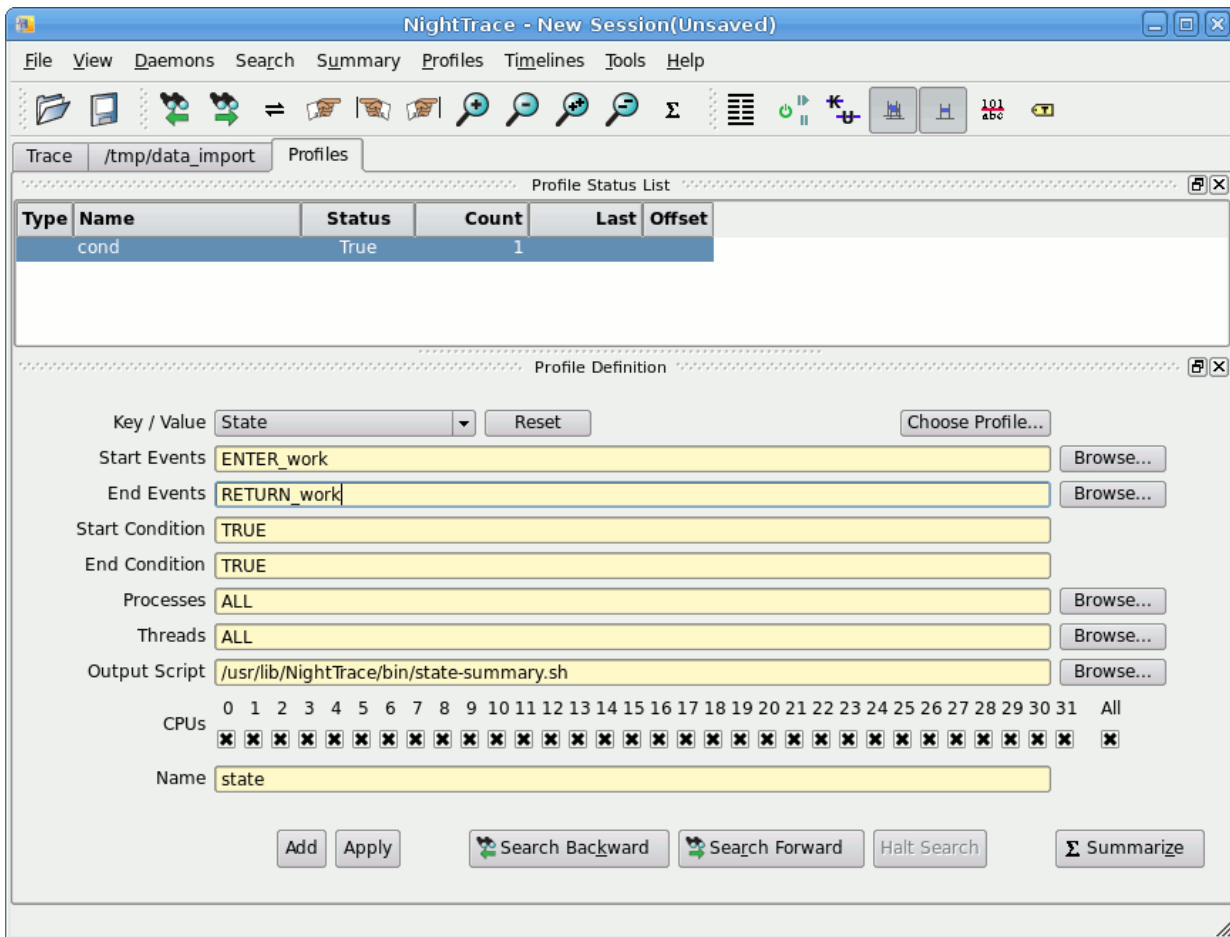 NightTrace - New Session(Unsaved)
File View Daemons Search Summary Profiles Timelines Tools Help
Σ 101 abc T
Trace /tmp/data_import Profiles
Profile Status List
Type Name Status Count Last Offset
cond True 1
Profile Definition
Key / Value State Reset Choose Profile...
Start Events ENTER_work Browse...
End Events RETURN_work Browse...
Start Condition TRUE
End Condition TRUE
Processes ALL Browse...
Threads ALL Browse...
Output Script /usr/lib/NightTrace/bin/state-summary.sh Browse...
CPUs 0 1 2 3 4 5 6 7 8 9 10 11 12 13 14 15 16 17 18 19 20 21 22 23 24 25 26 27 28 29 30 31 All
Name state
Add Apply Search Backward Search Forward Halt Search Σ Summarize